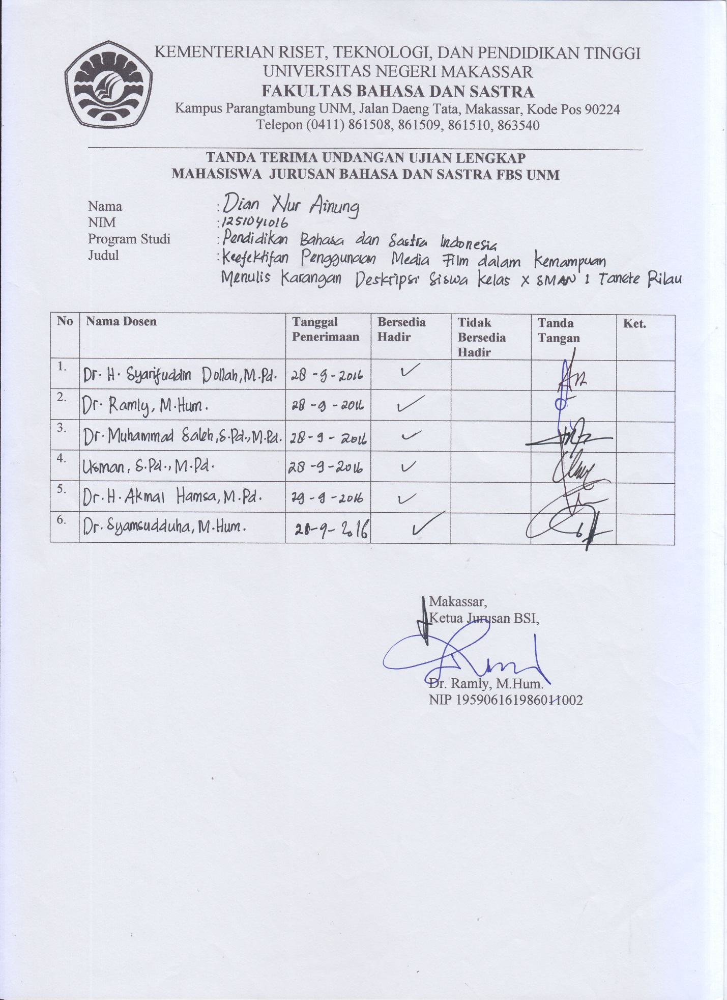 KEMENTERIAN RISET, TEKNOLOGI, DAN PENDIDIKAN TINGGI
UNIVERSITAS NEGERI MAKASSAR
FAKULTAS BAHASA DAN SASTRA
Kampus Parangtambung UNM, Jalan Daeng Tata, Makassar, Kode Pos 90224
Telepon (0411) 861508, 861509, 861510, 863540
TANDA TERIMA UNDANGAN UJIAN LENGKAP
MAHASISWA JURUSAN BAHASA DAN SASTRA FBS UNM
Nama : Dian Nur Ainung
NIM : 1251041016
Program Studi : Pendidikan Bahasa dan Sastra Indonesia
Judul : Keefektifan Penggunaan Media Film dalam Kemampuan
Menulis Karangan Deskripsi Siswa Kelas X SMAN 1 Tanete Rilau
No Nama Dosen Tanggal Penerimaan Bersedia Hadir Tidak Bersedia Hadir Tanda Tangan Ket.
1. Dr. H. Syarifuddin Dollah, M.Pd. 28 - 9 - 2016 ✓
2. Dr. Ramly, M.Hum. 28 - 9 - 2016 ✓
3. Dr. Muhammad Saleh, S.Pd., M.Pd. 28 - 9 - 2016 ✓
4. Usman, S.Pd., M.Pd. 28 - 9 - 2016 ✓
5. Dr. H. Akmal Hamsa, M.Pd. 29 - 9 - 2016 ✓
6. Dr. Syamsudduha, M.Hum. 28 - 9 - 2016 ✓
Makassar,
Ketua Jurusan BSI,
Dr. Ramly, M.Hum.
NIP 195906161986011002